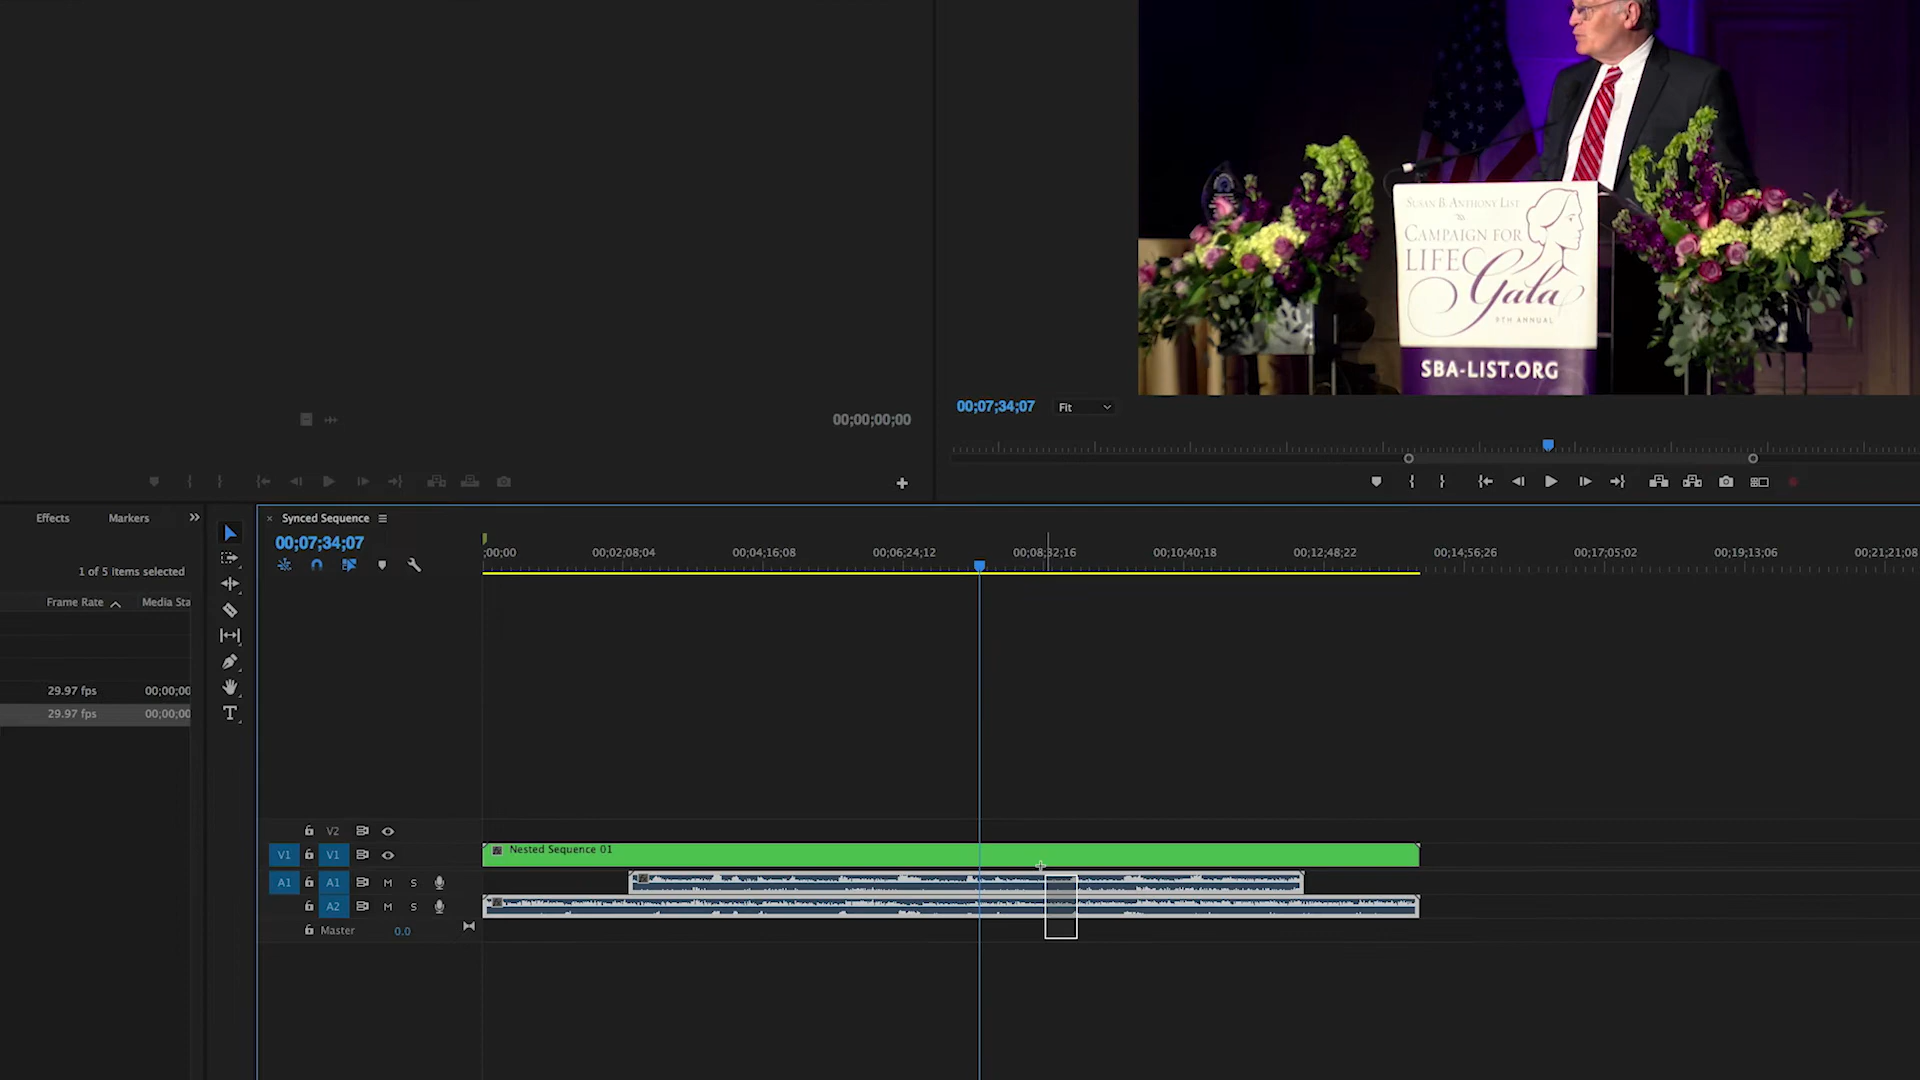 SUSAN B. ANTHONY LIST
CAMPAIGN FOR
LIFE
Gala
9TH ANNUAL
SBA-LIST.ORG
00;07;34;07
Fit
00;00;00;00
Effects
Markers
Synced Sequence
00;07;34;07
;00;00
00;02;08;04
00;04;16;08
00;06;24;12
00;08;32;16
00;10;40;18
00;12;48;22
00;14;56;26
00;17;05;02
00;19;13;06
00;21;21;08
1 of 5 items selected
Frame Rate
Media Sta
29.97 fps
00;00;00
29.97 fps
00;00;00
V2
V1
V1
Nested Sequence 01
A1
A1
M
S
A2
M
S
Master
0.0